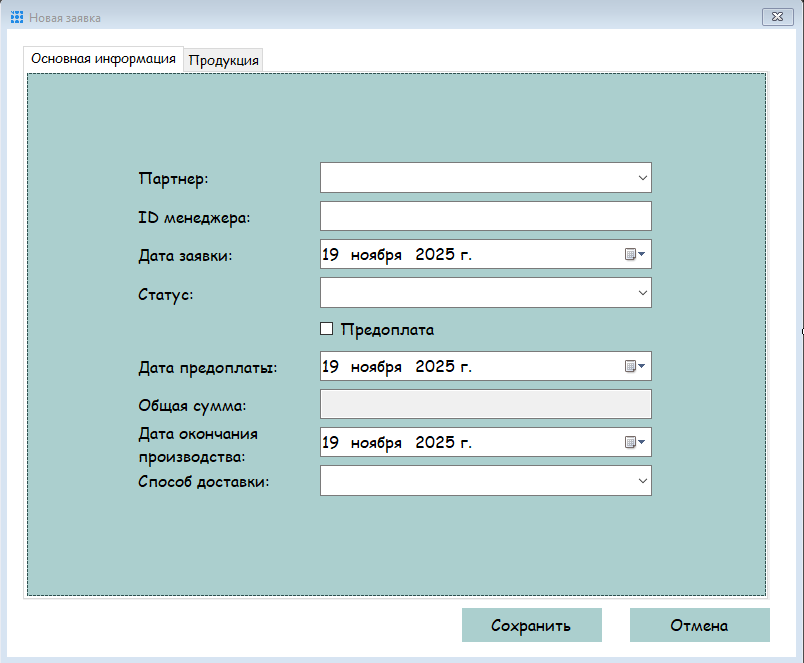 Новая заявка
Основная информация
Продукция
Партнер:
ID менеджера:
Дата заявки:
19 ноября 2025 г.
Статус:
Предоплата
Дата предоплаты:
19 ноября 2025 г.
Общая сумма:
Дата окончания
производства:
19 ноября 2025 г.
Способ доставки:
Сохранить
Отмена